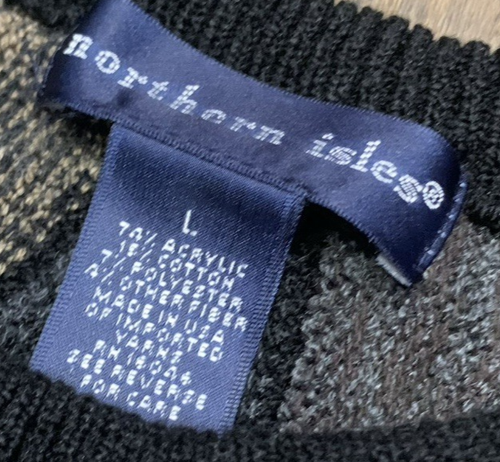 northern isles®
L
74% ACRYLIC
15% COTTON
7% POLYESTER
4% OTHER FIBER
MADE IN USA
OF IMPORTED
YARNS
RN
SEE REVERSE
FOR CARE